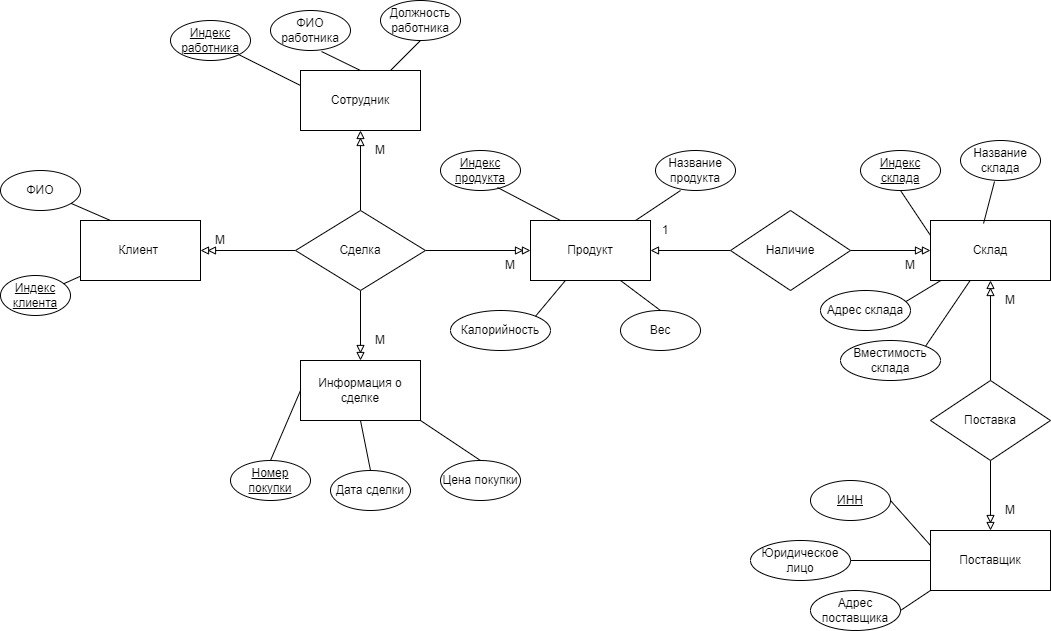 Должность
работника
ФИО
работника
Индекс
работника
Сотрудник
М
ФИО
Клиент
Индекс
клиента
М
Сделка
М
М
Информация о
сделке
Номер
покупки
Дата сделки
Цена покупки
Индекс
продукта
Название
продукта
Продукт
1
Калорийность
Вес
Наличие
М
Индекс
склада
Название
склада
Склад
Адрес склада
Вместимость
склада
М
Поставка
М
ИНН
Юридическое
лицо
Адрес
поставщика
Поставщик